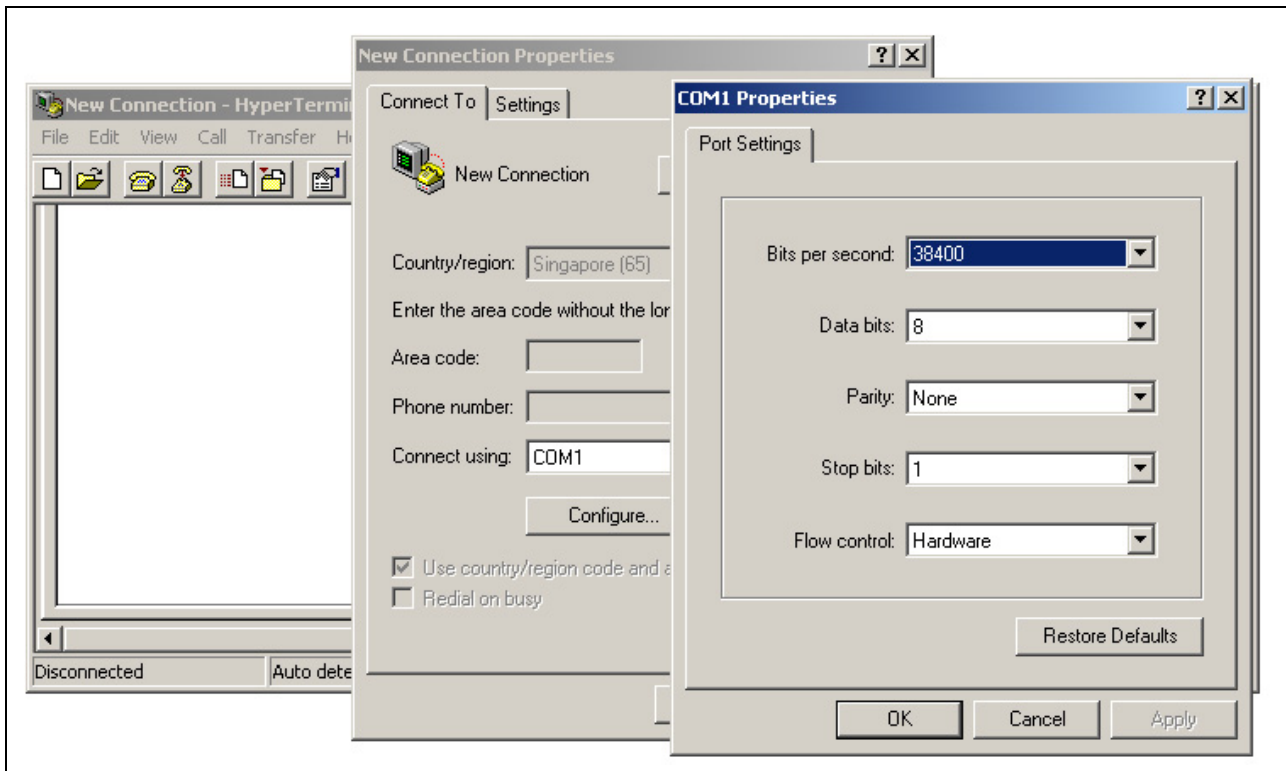 New Connection Properties
New Connection - HyperTermi
File Edit View Call Transfer
Disconnected
Auto dete
Connect To Settings
New Connection
Country/region: Singapore (65)
Enter the area code without the lo
Area code:
Phone number:
Connect using: COM1
Configure...
Use country/region code and
Redial on busy
COM1 Properties
Port Settings
Bits per second: 38400
Data bits: 8
Parity: None
Stop bits: 1
Flow control: Hardware
Restore Defaults
OK Cancel Apply